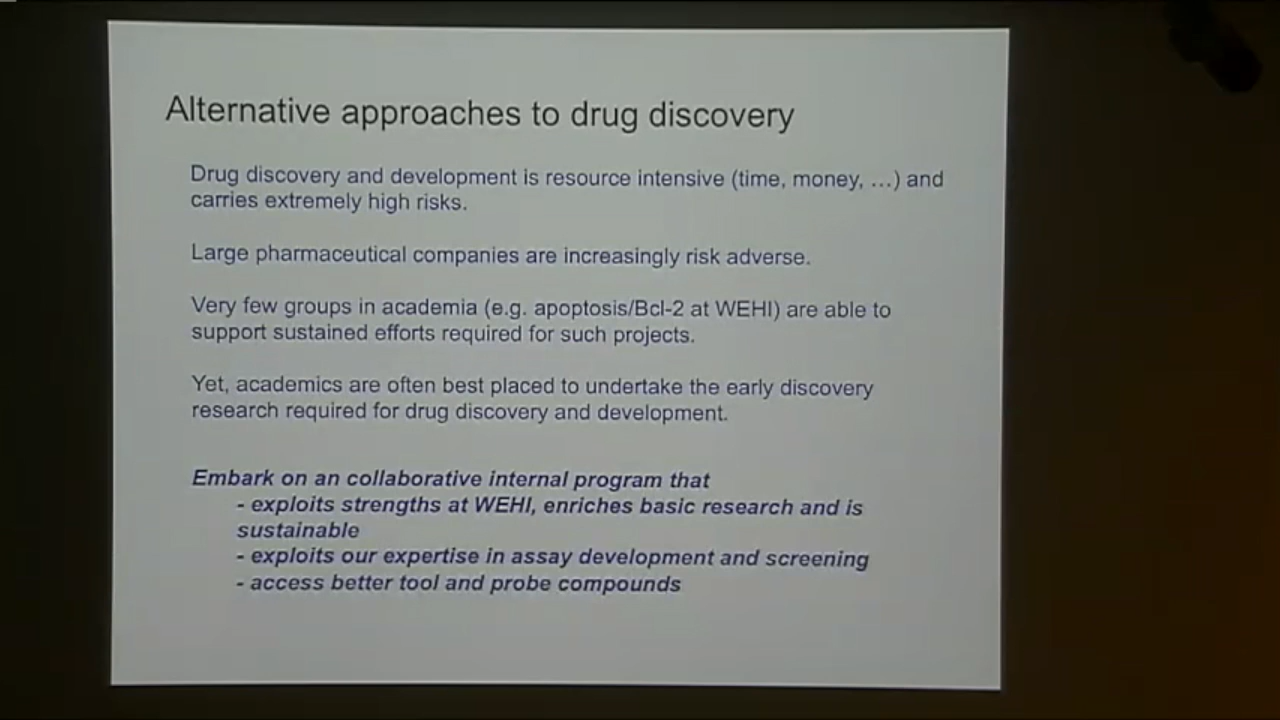 Alternative approaches to drug discovery
Drug discovery and development is resource intensive (time, money, ...) and
carries extremely high risks.
Large pharmaceutical companies are increasingly risk adverse.
Very few groups in academia (e.g. apoptosis/Bcl-2 at WEHI) are able to
support sustained efforts required for such projects.
Yet, academics are often best placed to undertake the early discovery
research required for drug discovery and development.
Embark on an collaborative internal program that
- exploits strengths at WEHI, enriches basic research and is
sustainable
- exploits our expertise in assay development and screening
- access better tool and probe compounds